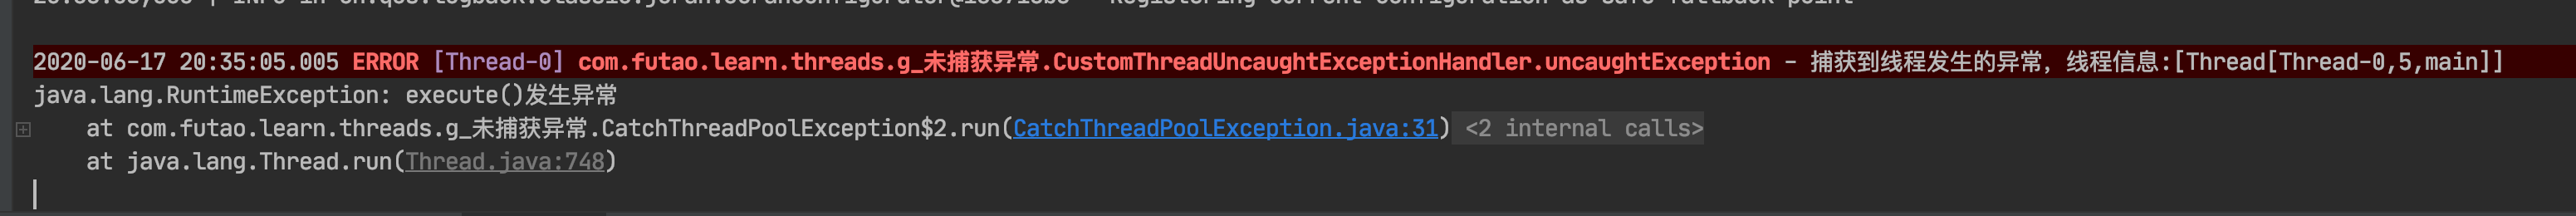 2020-06-17 20:35:05.005 ERROR [Thread-0] com.futao.learn.threads.g_未捕获异常.CustomThreadUncaughtExceptionHandler.uncaughtException - 捕获到线程发生的异常，线程信息:[Thread[Thread-0,5,main]]
java.lang.RuntimeException: execute()发生异常
at com.futao.learn.threads.g_未捕获异常.CatchThreadPoolException$2.run(CatchThreadPoolException.java:31) <2 internal calls>
at java.lang.Thread.run(Thread.java:748)